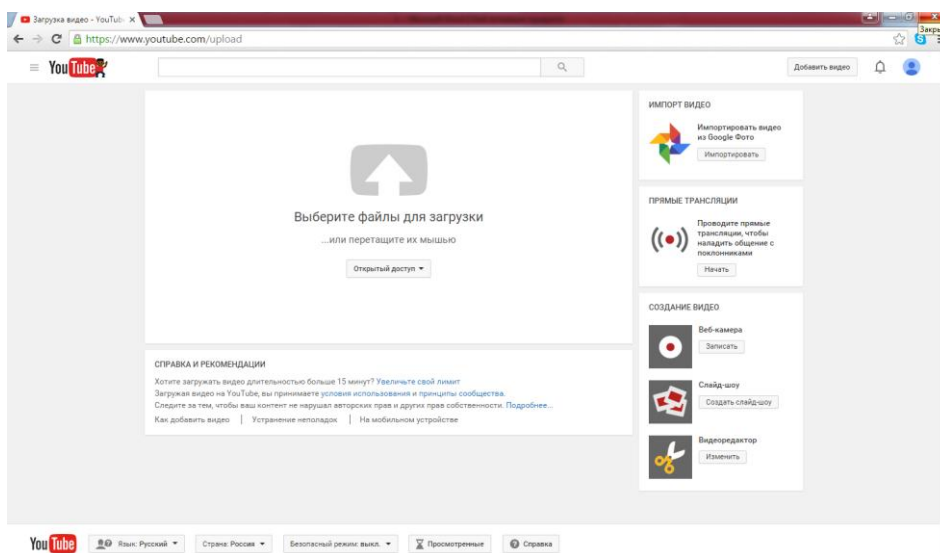 Загрузка видео - YouTub
Закры
https://www.youtube.com/upload
YouTube
Добавить видео
Выберите файлы для загрузки
...или перетащите их мышью
Открытый доступ
СПРАВКА И РЕКОМЕНДАЦИИ
Хотите загружать видео длительностью больше 15 минут? Увеличьте свой лимит
Загружая видео на YouTube, вы принимаете условия использования и принципы сообщества.
Следите за тем, чтобы ваш контент не нарушал авторских прав и других прав собственности. Подробнее...
Как добавить видео | Устранение неполадок | На мобильном устройстве
ИМПОРТ ВИДЕО
Импортировать видео
из Google Фото
Импортировать
ПРЯМЫЕ ТРАНСЛЯЦИИ
Проводите прямые
трансляции, чтобы
наладить общение с
поклонниками
Начать
СОЗДАНИЕ ВИДЕО
Веб-камера
Записать
Слайд-шоу
Создать слайд-шоу
Видеоредактор
Изменить
YouTube
Язык: Русский
Страна: Россия
Безопасный режим: выкл.
Просмотренные
Справка